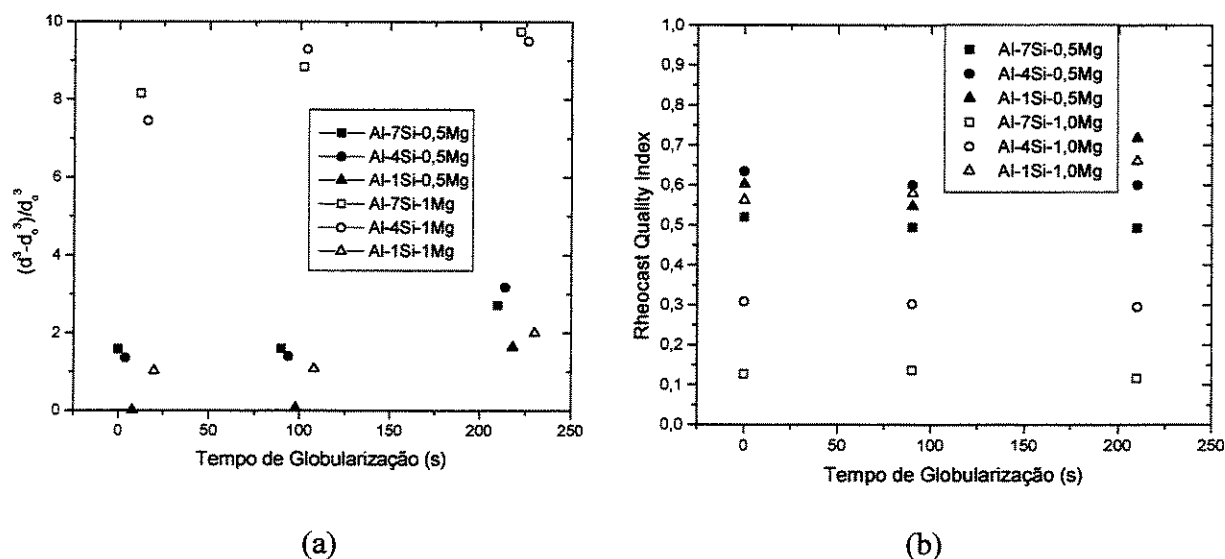 10
8
6
4
2
0
(d³-d₀³)/d₀³
Al-7Si-0,5Mg
Al-4Si-0,5Mg
Al-1Si-0,5Mg
Al-7Si-1Mg
Al-4Si-1Mg
Al-1Si-1Mg
0 50 100 150 200 250
Tempo de Globularização (s)
(a)
1,0
0,9
0,8
0,7
0,6
0,5
0,4
0,3
0,2
0,1
0,0
Rheocast Quality Index
Al-7Si-0,5Mg
Al-4Si-0,5Mg
Al-1Si-0,5Mg
Al-7Si-1,0Mg
Al-4Si-1,0Mg
Al-1Si-1,0Mg
0 50 100 150 200 250
Tempo de Globularização (s)
(b)